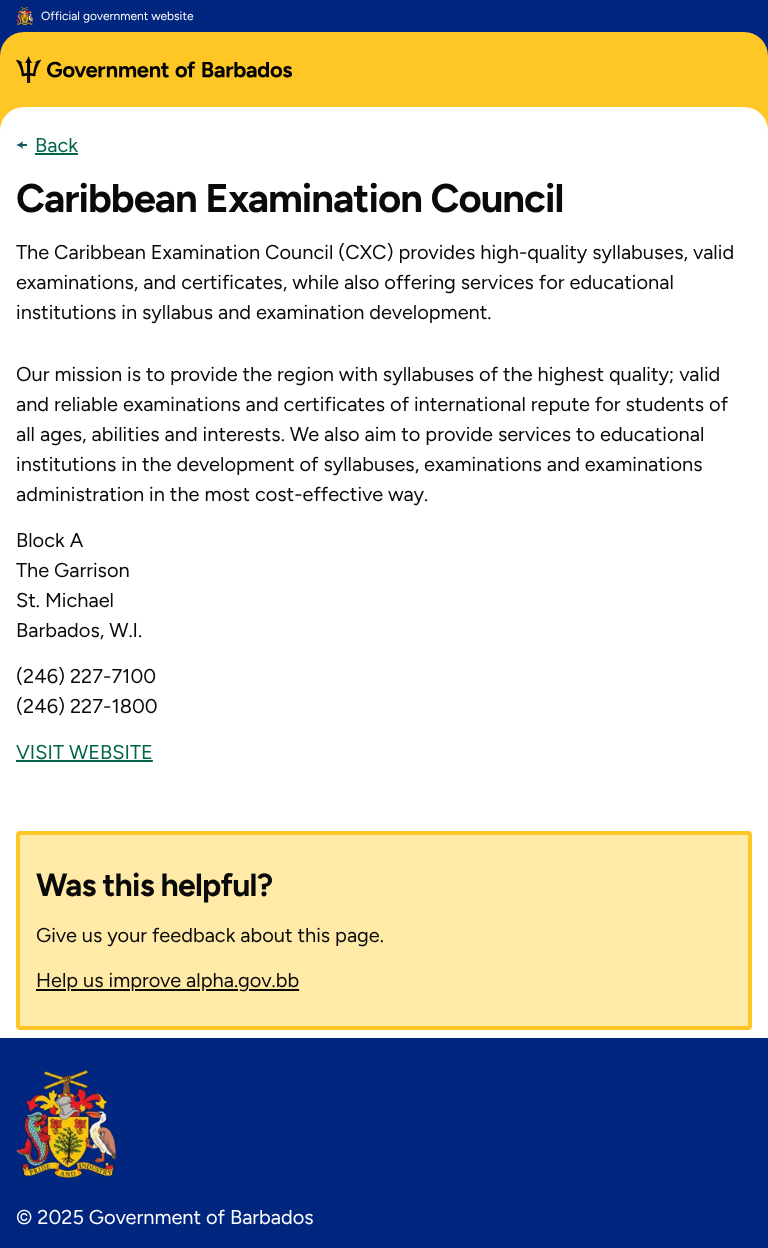 Official government website
Government of Barbados
Back
Caribbean Examination Council
The Caribbean Examination Council (CXC) provides high-quality syllabuses, valid
examinations, and certificates, while also offering services for educational
institutions in syllabus and examination development.
Our mission is to provide the region with syllabuses of the highest quality; valid
and reliable examinations and certificates of international repute for students of
all ages, abilities and interests. We also aim to provide services to educational
institutions in the development of syllabuses, examinations and examinations
administration in the most cost-effective way.
Block A
The Garrison
St. Michael
Barbados, W.I.
(246) 227-7100
(246) 227-1800
VISIT WEBSITE
Was this helpful?
Give us your feedback about this page.
Help us improve alpha.gov.bb
PRIDE AND INDUSTRY
© 2025 Government of Barbados